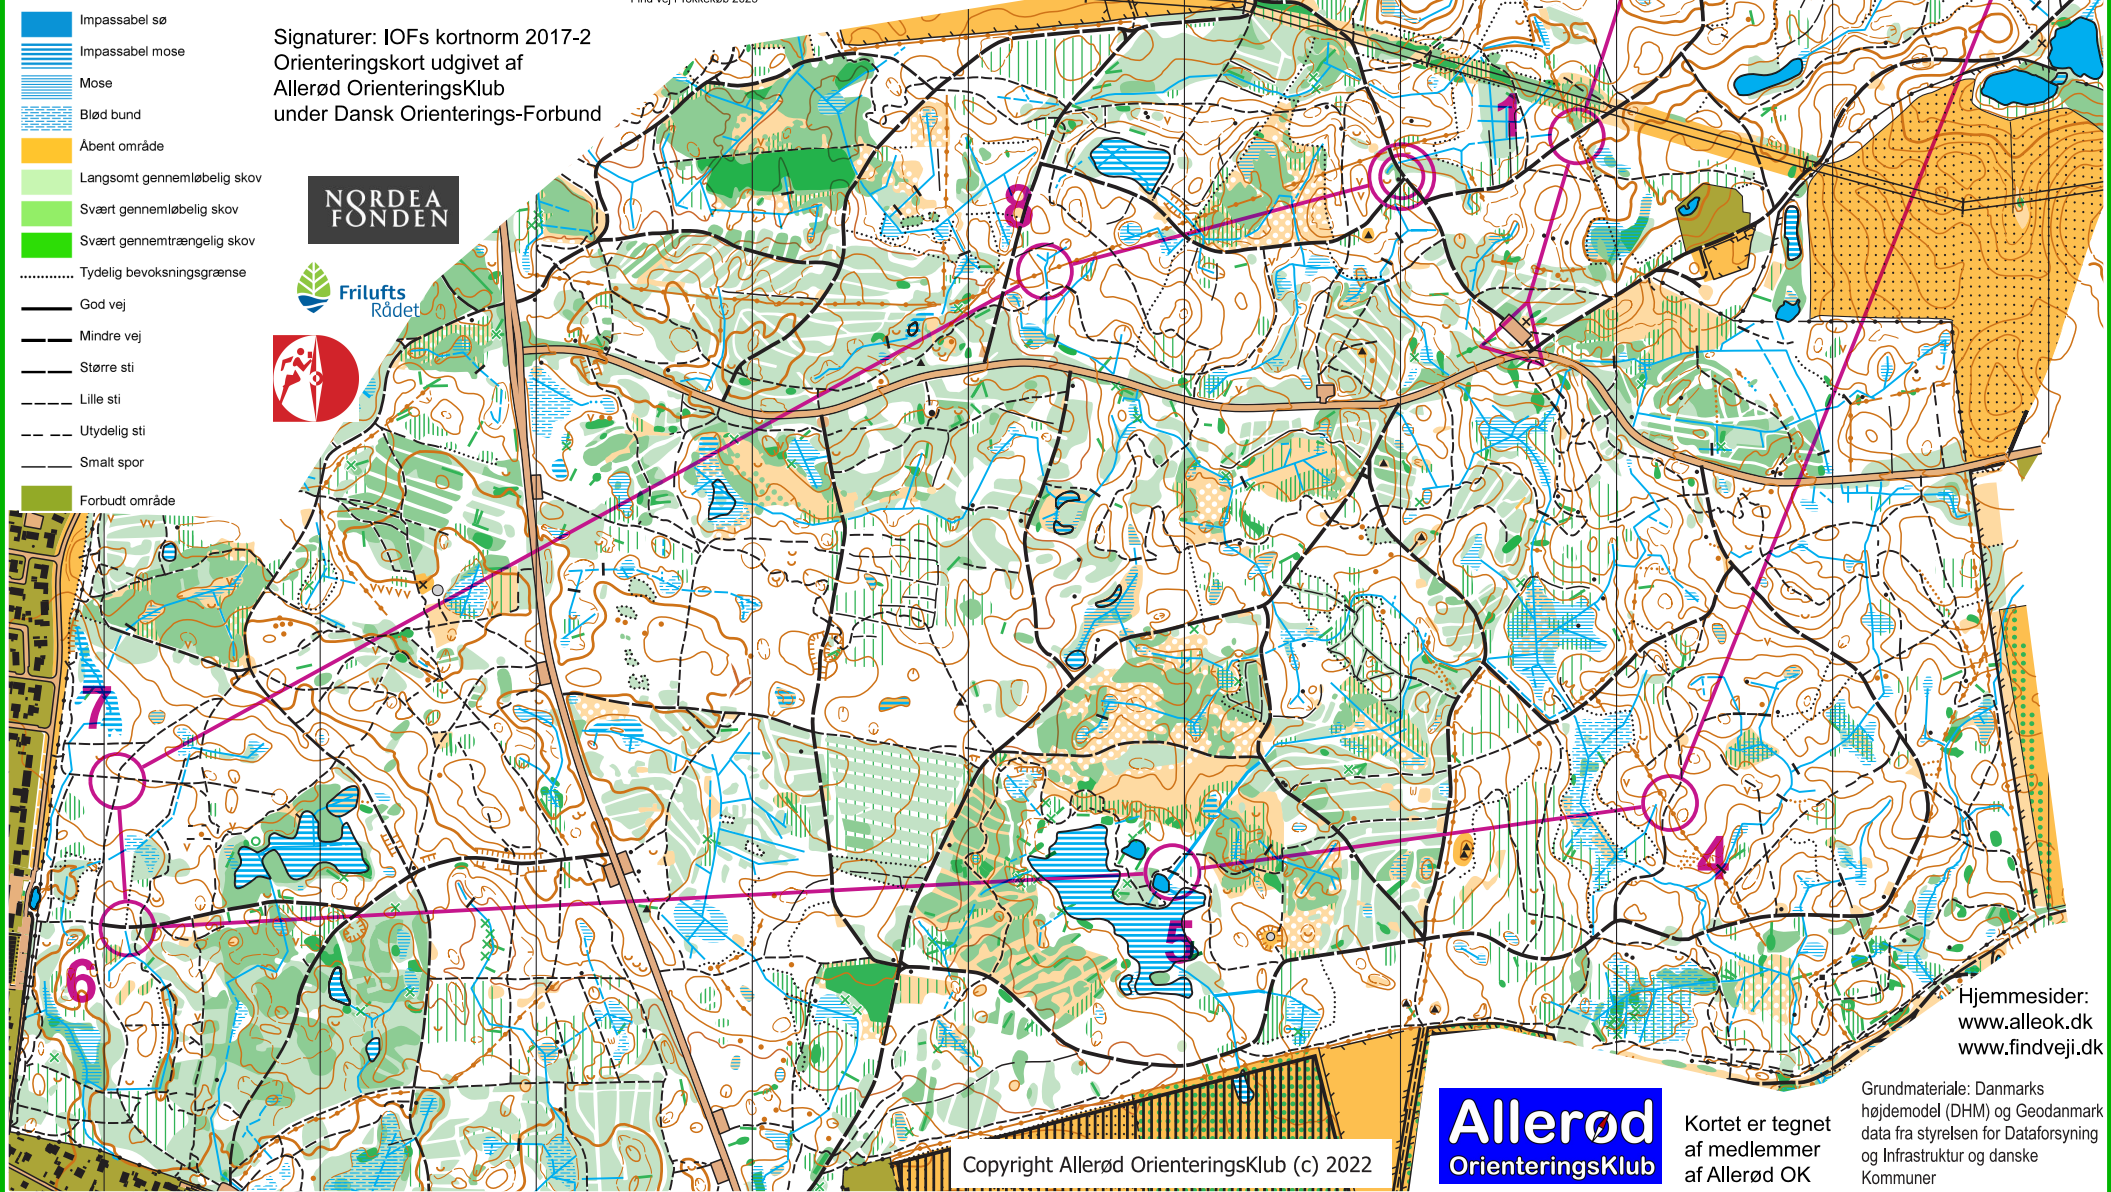 Find vej i Tokkekøb 2023
Impassabel sø
Impassabel mose
Mose
Blød bund
Åbent område
Langsomt gennemløbelig skov
Svært gennemløbelig skov
Svært gennemtrængelig skov
Tydelig bevoksningsgrænse
God vej
Mindre vej
Større sti
Lille sti
Utydelig sti
Smalt spor
Forbudt område
Signaturer: IOFs kortnorm 2017-2
Orienteringskort udgivet af
Allerød OrienteringsKlub
under Dansk Orienterings-Forbund
NORDEA
FONDEN
Frilufts
Rådet
1
8
7
4
5
6
Hjemmesider:
www.alleok.dk
www.findveji.dk
Allerød
OrienteringsKlub
Kortet er tegnet
af medlemmer
af Allerød OK
Grundmateriale: Danmarks
højdemodel (DHM) og Geodanmark
data fra styrelsen for Dataforsyning
og Infrastruktur og danske
Kommuner
Copyright Allerød OrienteringsKlub (c) 2022